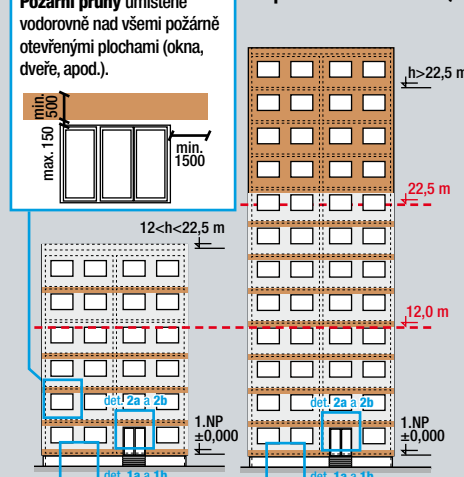 Požární pruhy umístěné
vodorovně nad všemi požárně
otevřenými plochami (okna,
dveře, apod.).
min.
500
max. 150
min.
1500
h>22,5 m
22,5 m
12<h<22,5 m
12,0 m
det. 2a a 2b
det. 2a a 2b
1.NP
±0,000
1.NP
±0,000
det. 1a a 1b
det. 1a a 1b